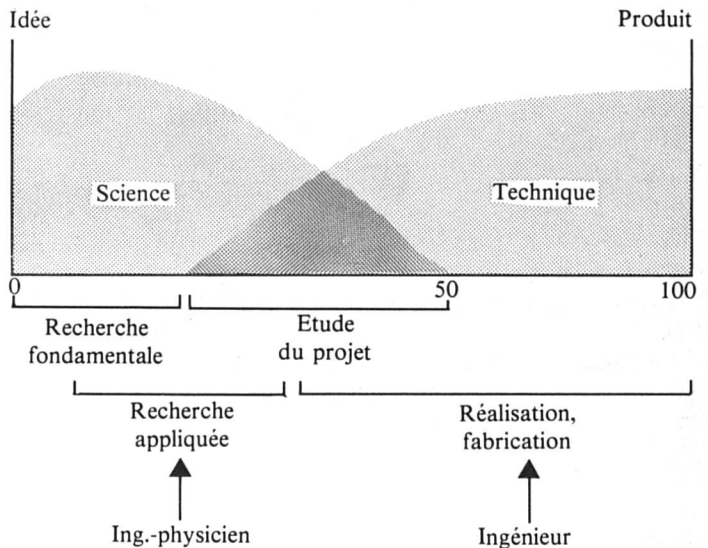 Idée
Produit
Science
Technique
0
50
100
Recherche
fondamentale
Etude
du projet
Recherche
appliquée
Réalisation,
fabrication
Ing.-physicien
Ingénieur